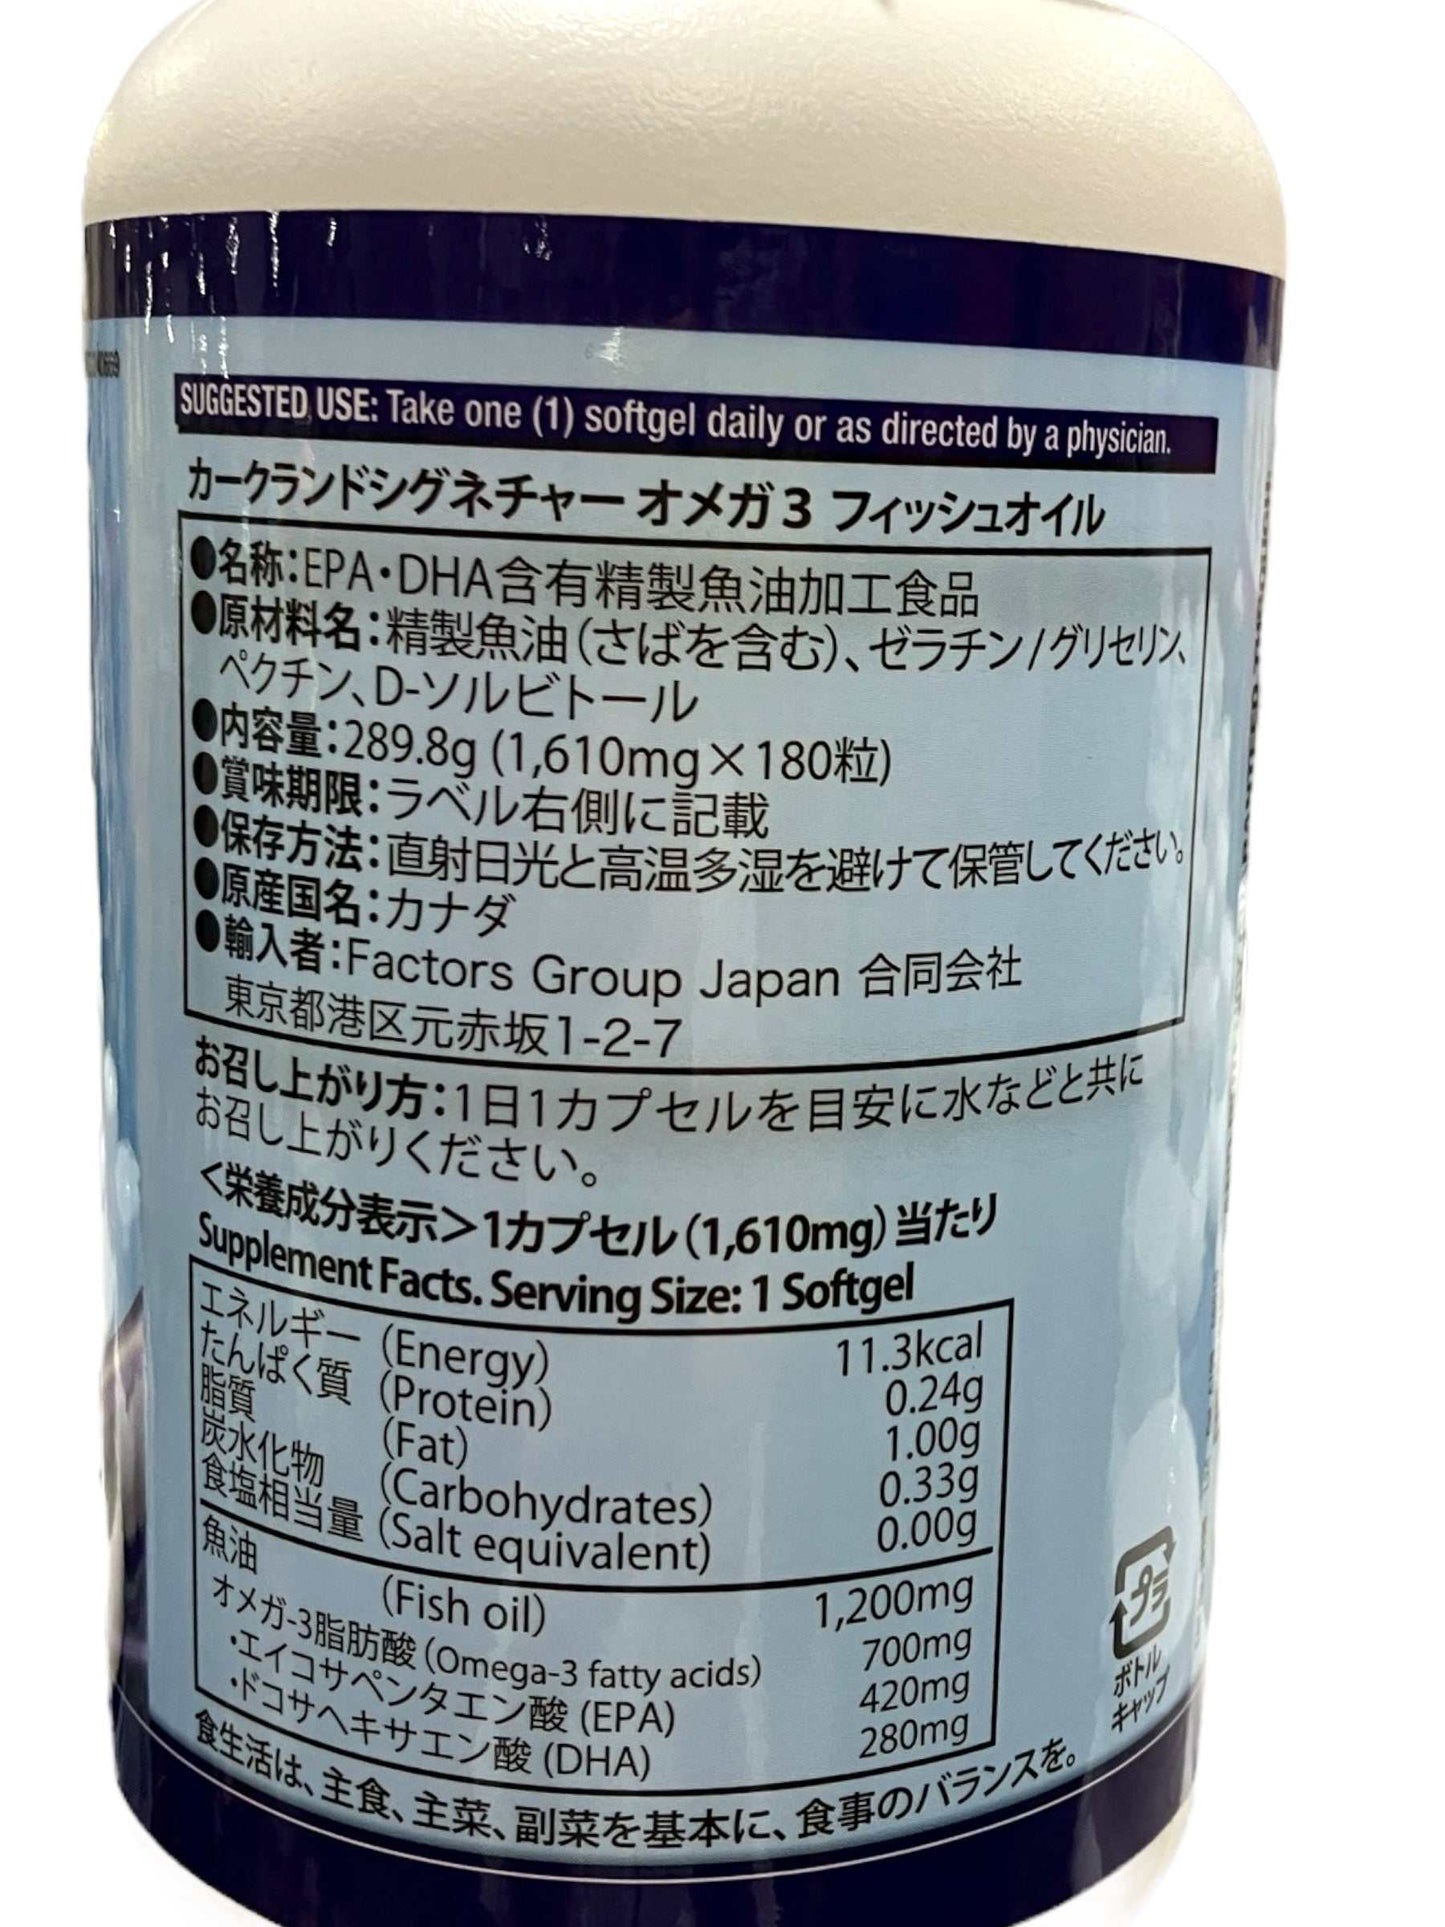 SUGGESTED USE: Take one (1) softgel daily or as directed by a physician.
カークランドシグネチャー オメガ3 フィッシュオイル
●名称:EPA・DHA含有精製魚油加工食品
●原材料名:精製魚油(さばを含む)、ゼラチン/グリセリン、
ペクチン、D-ソルビトール
●内容量:289.8g (1,610mg×180粒)
●賞味期限:ラベル右側に記載
●保存方法:直射日光と高温多湿を避けて保管してください。
●原産国名:カナダ
●輸入者:Factors Group Japan 合同会社
東京都港区元赤坂1-2-7
お召し上がり方:1日1カプセルを目安に水などと共に
お召し上がりください。
<栄養成分表示>1カプセル(1,610mg)当たり
Supplement Facts. Serving Size: 1 Softgel
エネルギー (Energy) 11.3kcal
たんぱく質 (Protein) 0.24g
脂質 (Fat) 1.00g
炭水化物 (Carbohydrates) 0.33g
食塩相当量 (Salt equivalent) 0.00g
魚油 (Fish oil) 1,200mg
オメガ-3脂肪酸 (Omega-3 fatty acids) 700mg
・エイコサペンタエン酸 (EPA) 420mg
・ドコサヘキサエン酸 (DHA) 280mg
食生活は、主食、主菜、副菜を基本に、食事のバランスを。
プラ
ボトル
キャップ